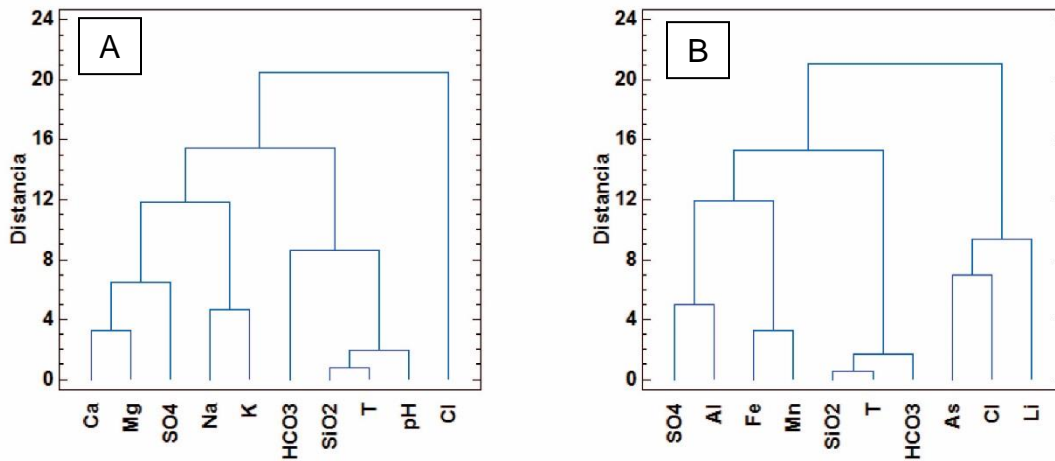 A
Distancia
24
20
16
12
8
4
0
Ca
Mg
SO4
Na
K
HCO3
SiO2
T
pH
Cl
B
Distancia
24
20
16
12
8
4
0
SO4
Al
Fe
Mn
SiO2
T
HCO3
As
Cl
Li